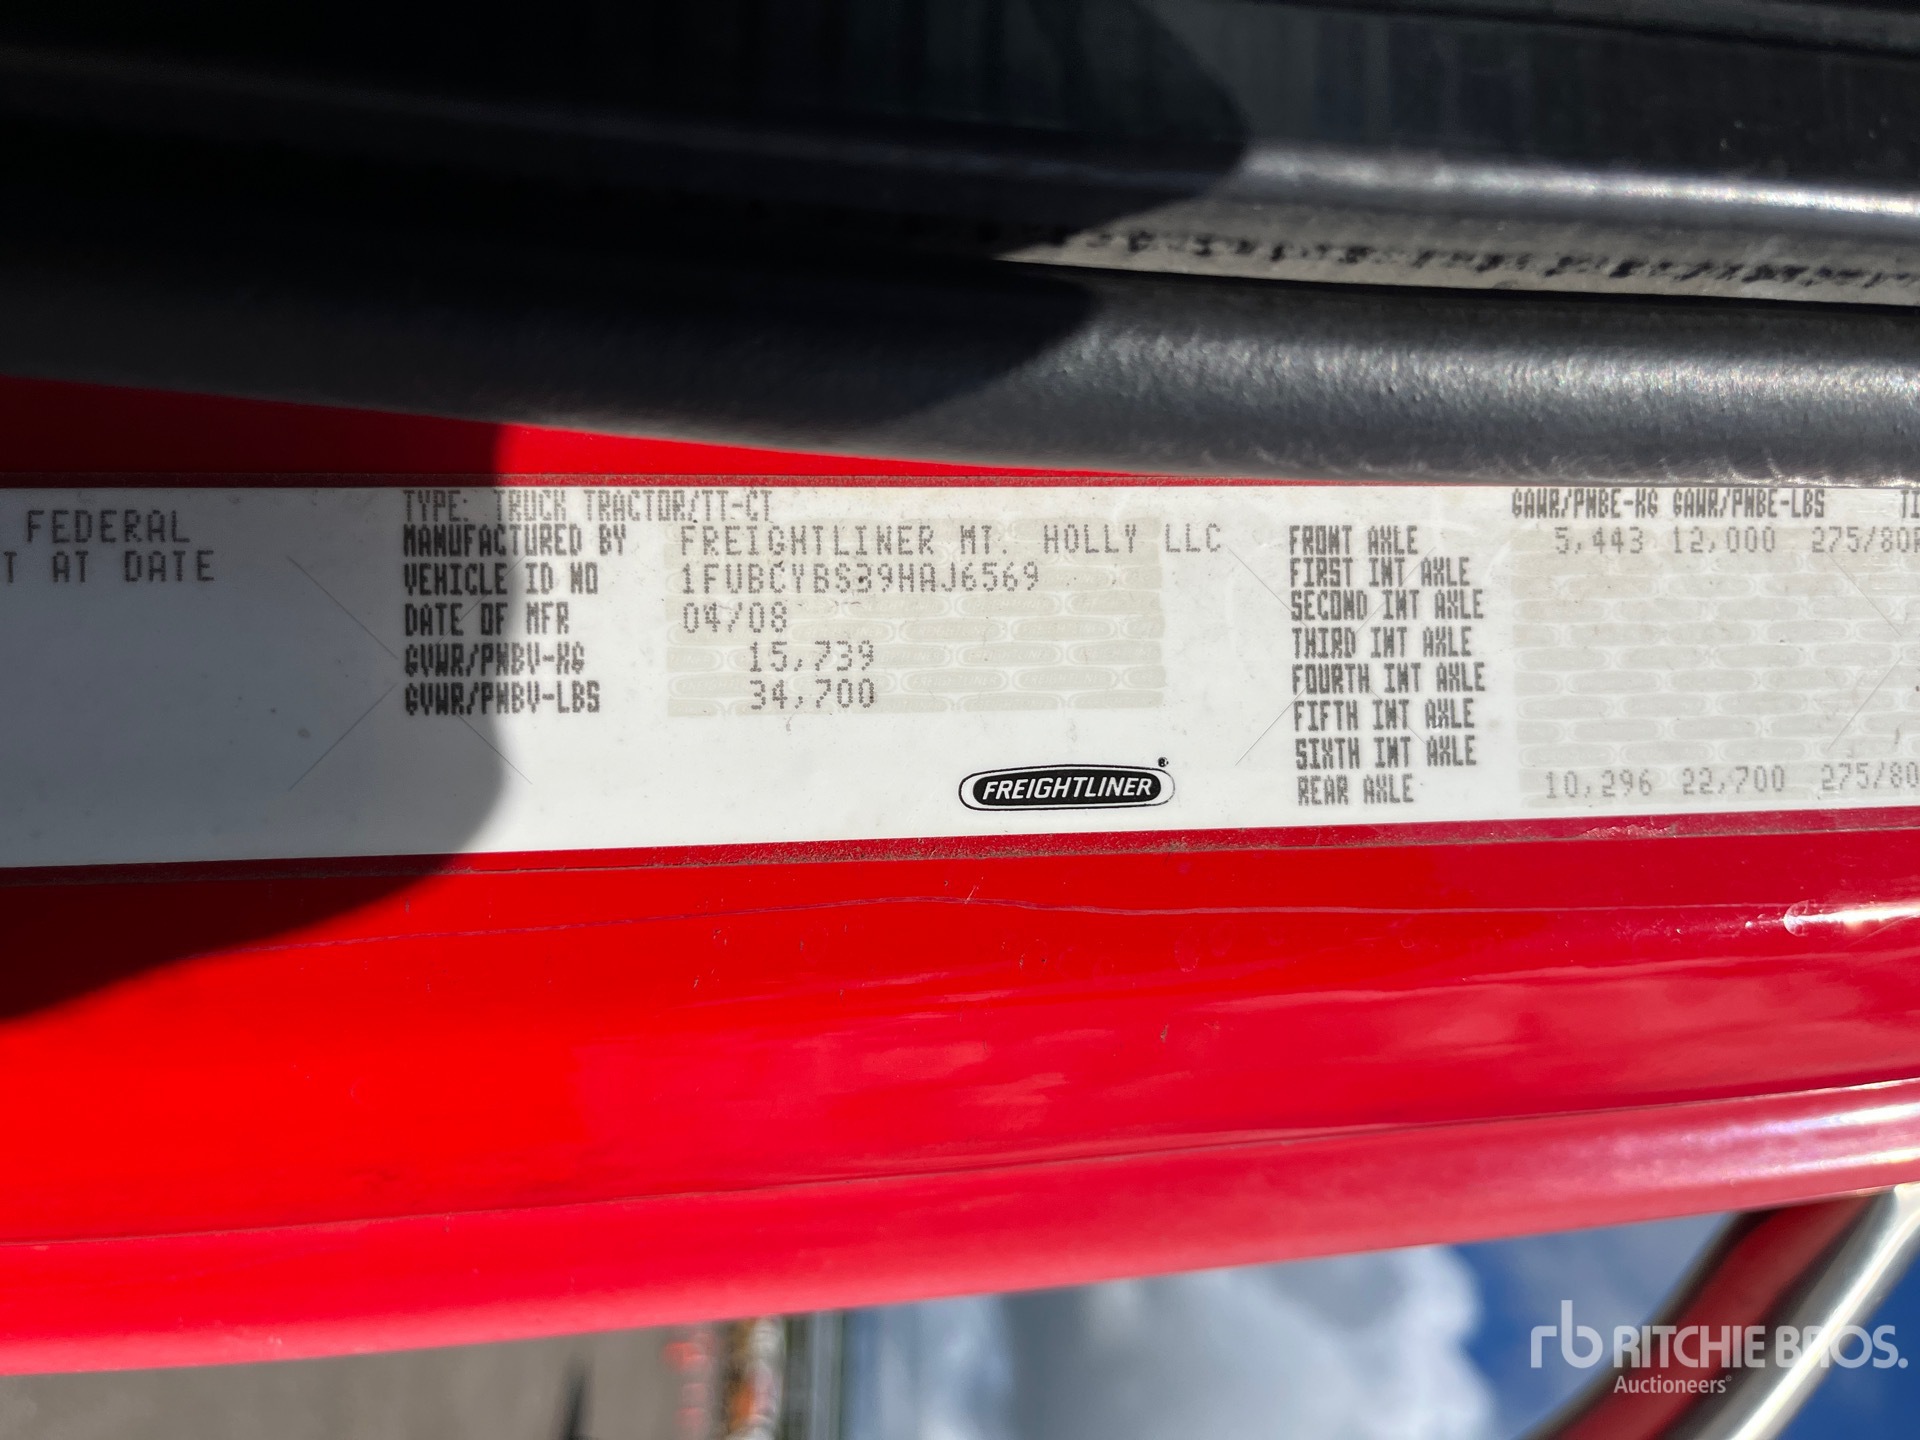 FEDERAL
T AT DATE
TYPE: TRUCK TRACTOR/TT-CT
MANUFACTURED BY FREIGHTLINER MT. HOLLY LLC
VEHICLE ID NO 1FUBCYBS39HAJ6569
DATE OF MFR 04/08
GVWR/PNBV-KG 15,739
GVWR/PNBV-LBS 34,700
FREIGHTLINER®
GAWR/PNBE-KG GAWR/PNBE-LBS TI
FRONT AXLE 5,443 12,000 275/80R
FIRST INT AXLE
SECOND INT AXLE
THIRD INT AXLE
FOURTH INT AXLE
FIFTH INT AXLE
SIXTH INT AXLE
REAR AXLE 10,296 22,700 275/80
rb RITCHIE BROS.
Auctioneers®